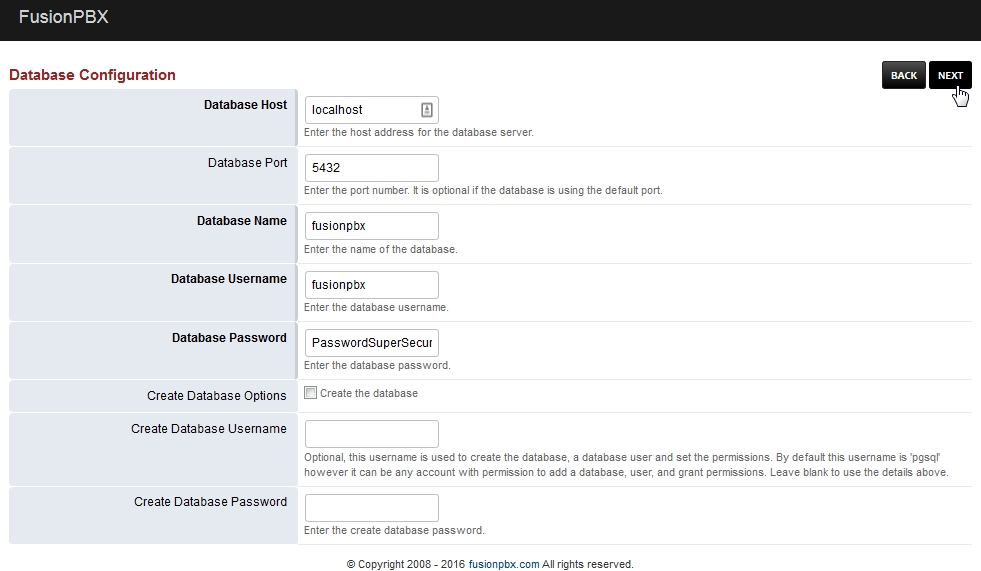 FusionPBX
Database Configuration
BACK
NEXT
Database Host
localhost
Enter the host address for the database server.
Database Port
5432
Enter the port number. It is optional if the database is using the default port.
Database Name
fusionpbx
Enter the name of the database.
Database Username
fusionpbx
Enter the database username.
Database Password
PasswordSuperSecur
Enter the database password.
Create Database Options
Create the database
Create Database Username
Optional, this username is used to create the database, a database user and set the permissions. By default this username is 'pgsql'
however it can be any account with permission to add a database, user, and grant permissions. Leave blank to use the details above.
Create Database Password
Enter the create database password.
© Copyright 2008 - 2016 fusionpbx.com All rights reserved.